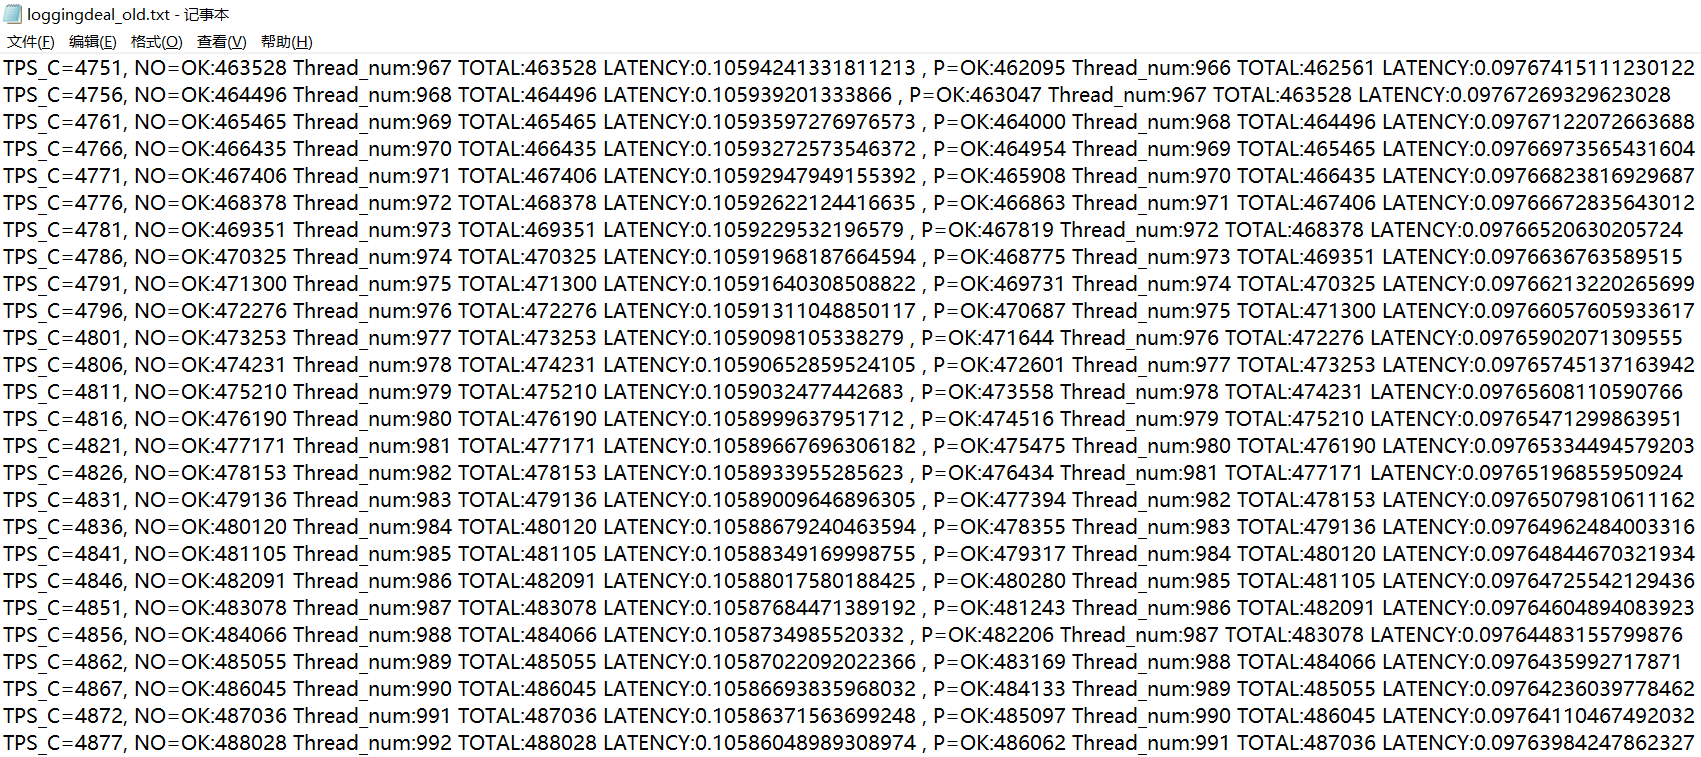 loggingdeal_old.txt - 记事本
文件(F) 编辑(E) 格式(O) 查看(V) 帮助(H)
TPS_C=4751, NO=OK:463528 Thread_num:967 TOTAL:463528 LATENCY:0.10594241331811213 , P=OK:462095 Thread_num:966 TOTAL:462561 LATENCY:0.09767415111230122
TPS_C=4756, NO=OK:464496 Thread_num:968 TOTAL:464496 LATENCY:0.105939201333866 , P=OK:463047 Thread_num:967 TOTAL:463528 LATENCY:0.09767269329623028
TPS_C=4761, NO=OK:465465 Thread_num:969 TOTAL:465465 LATENCY:0.10593597276976573 , P=OK:464000 Thread_num:968 TOTAL:464496 LATENCY:0.09767122072663688
TPS_C=4766, NO=OK:466435 Thread_num:970 TOTAL:466435 LATENCY:0.10593272573546372 , P=OK:464954 Thread_num:969 TOTAL:465465 LATENCY:0.09766973565431604
TPS_C=4771, NO=OK:467406 Thread_num:971 TOTAL:467406 LATENCY:0.10592947949155392 , P=OK:465908 Thread_num:970 TOTAL:466435 LATENCY:0.09766823816929687
TPS_C=4776, NO=OK:468378 Thread_num:972 TOTAL:468378 LATENCY:0.10592622124416635 , P=OK:466863 Thread_num:971 TOTAL:467406 LATENCY:0.09766672835643012
TPS_C=4781, NO=OK:469351 Thread_num:973 TOTAL:469351 LATENCY:0.1059229532196579 , P=OK:467819 Thread_num:972 TOTAL:468378 LATENCY:0.09766520630205724
TPS_C=4786, NO=OK:470325 Thread_num:974 TOTAL:470325 LATENCY:0.10591968187664594 , P=OK:468775 Thread_num:973 TOTAL:469351 LATENCY:0.0976636763589515
TPS_C=4791, NO=OK:471300 Thread_num:975 TOTAL:471300 LATENCY:0.10591640308508822 , P=OK:469731 Thread_num:974 TOTAL:470325 LATENCY:0.09766213220265699
TPS_C=4796, NO=OK:472276 Thread_num:976 TOTAL:472276 LATENCY:0.10591311048850117 , P=OK:470687 Thread_num:975 TOTAL:471300 LATENCY:0.09766057605933617
TPS_C=4801, NO=OK:473253 Thread_num:977 TOTAL:473253 LATENCY:0.1059098105338279 , P=OK:471644 Thread_num:976 TOTAL:472276 LATENCY:0.09765902071309555
TPS_C=4806, NO=OK:474231 Thread_num:978 TOTAL:474231 LATENCY:0.10590652859524105 , P=OK:472601 Thread_num:977 TOTAL:473253 LATENCY:0.09765745137163942
TPS_C=4811, NO=OK:475210 Thread_num:979 TOTAL:475210 LATENCY:0.1059032477442683 , P=OK:473558 Thread_num:978 TOTAL:474231 LATENCY:0.09765608110590766
TPS_C=4816, NO=OK:476190 Thread_num:980 TOTAL:476190 LATENCY:0.1058999637951712 , P=OK:474516 Thread_num:979 TOTAL:475210 LATENCY:0.09765471299863951
TPS_C=4821, NO=OK:477171 Thread_num:981 TOTAL:477171 LATENCY:0.10589667696306182 , P=OK:475475 Thread_num:980 TOTAL:476190 LATENCY:0.09765334494579203
TPS_C=4826, NO=OK:478153 Thread_num:982 TOTAL:478153 LATENCY:0.1058933955285623 , P=OK:476434 Thread_num:981 TOTAL:477171 LATENCY:0.09765196855950924
TPS_C=4831, NO=OK:479136 Thread_num:983 TOTAL:479136 LATENCY:0.10589009646896305 , P=OK:477394 Thread_num:982 TOTAL:478153 LATENCY:0.09765079810611162
TPS_C=4836, NO=OK:480120 Thread_num:984 TOTAL:480120 LATENCY:0.10588679240463594 , P=OK:478355 Thread_num:983 TOTAL:479136 LATENCY:0.09764962484003316
TPS_C=4841, NO=OK:481105 Thread_num:985 TOTAL:481105 LATENCY:0.10588349169998755 , P=OK:479317 Thread_num:984 TOTAL:480120 LATENCY:0.09764844670321934
TPS_C=4846, NO=OK:482091 Thread_num:986 TOTAL:482091 LATENCY:0.10588017580188425 , P=OK:480280 Thread_num:985 TOTAL:481105 LATENCY:0.09764725542129436
TPS_C=4851, NO=OK:483078 Thread_num:987 TOTAL:483078 LATENCY:0.10587684471389192 , P=OK:481243 Thread_num:986 TOTAL:482091 LATENCY:0.09764604894083923
TPS_C=4856, NO=OK:484066 Thread_num:988 TOTAL:484066 LATENCY:0.1058734985520332 , P=OK:482206 Thread_num:987 TOTAL:483078 LATENCY:0.09764483155799876
TPS_C=4862, NO=OK:485055 Thread_num:989 TOTAL:485055 LATENCY:0.10587022092022366 , P=OK:483169 Thread_num:988 TOTAL:484066 LATENCY:0.0976435992717871
TPS_C=4867, NO=OK:486045 Thread_num:990 TOTAL:486045 LATENCY:0.10586693835968032 , P=OK:484133 Thread_num:989 TOTAL:485055 LATENCY:0.09764236039778462
TPS_C=4872, NO=OK:487036 Thread_num:991 TOTAL:487036 LATENCY:0.10586371563699248 , P=OK:485097 Thread_num:990 TOTAL:486045 LATENCY:0.09764110467492032
TPS_C=4877, NO=OK:488028 Thread_num:992 TOTAL:488028 LATENCY:0.10586048989308974 , P=OK:486062 Thread_num:991 TOTAL:487036 LATENCY:0.09763984247862327